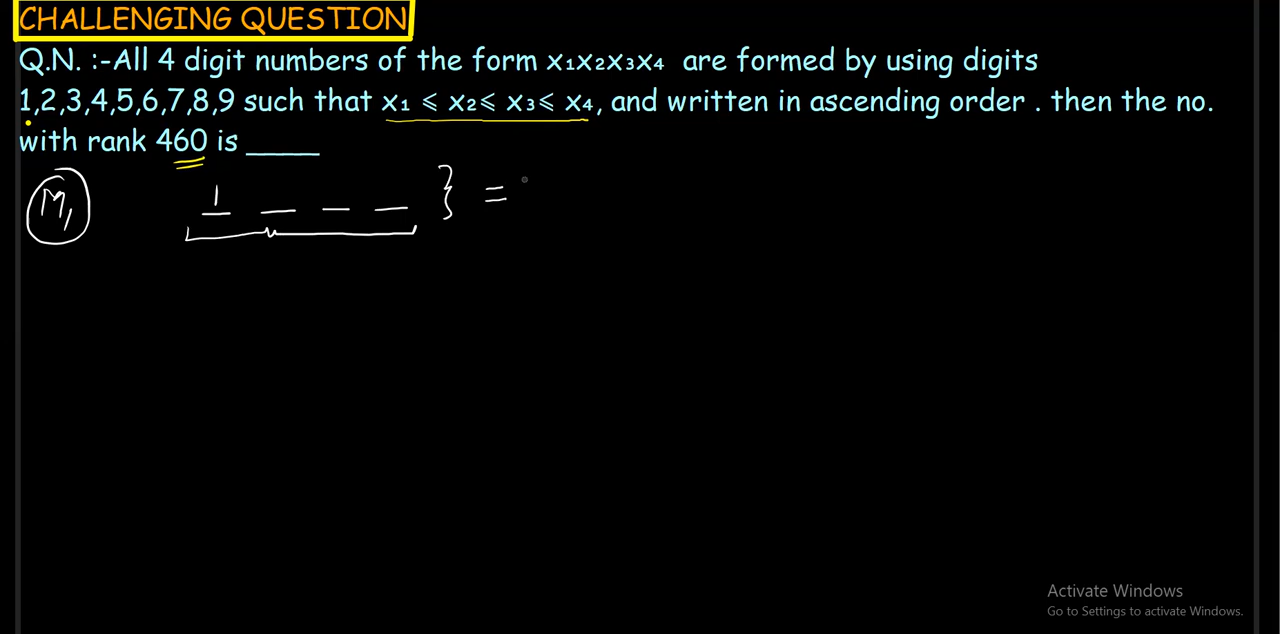 CHALLENGING QUESTION
Q.N. :-All 4 digit numbers of the form x₁x₂x₃x₄ are formed by using digits
1,2,3,4,5,6,7,8,9 such that x₁ ⩽ x₂⩽ x₃⩽ x₄, and written in ascending order . then the no.
with rank 460 is _____
M₁ 1 _ _ _ } =
Activate Windows
Go to Settings to activate Windows.